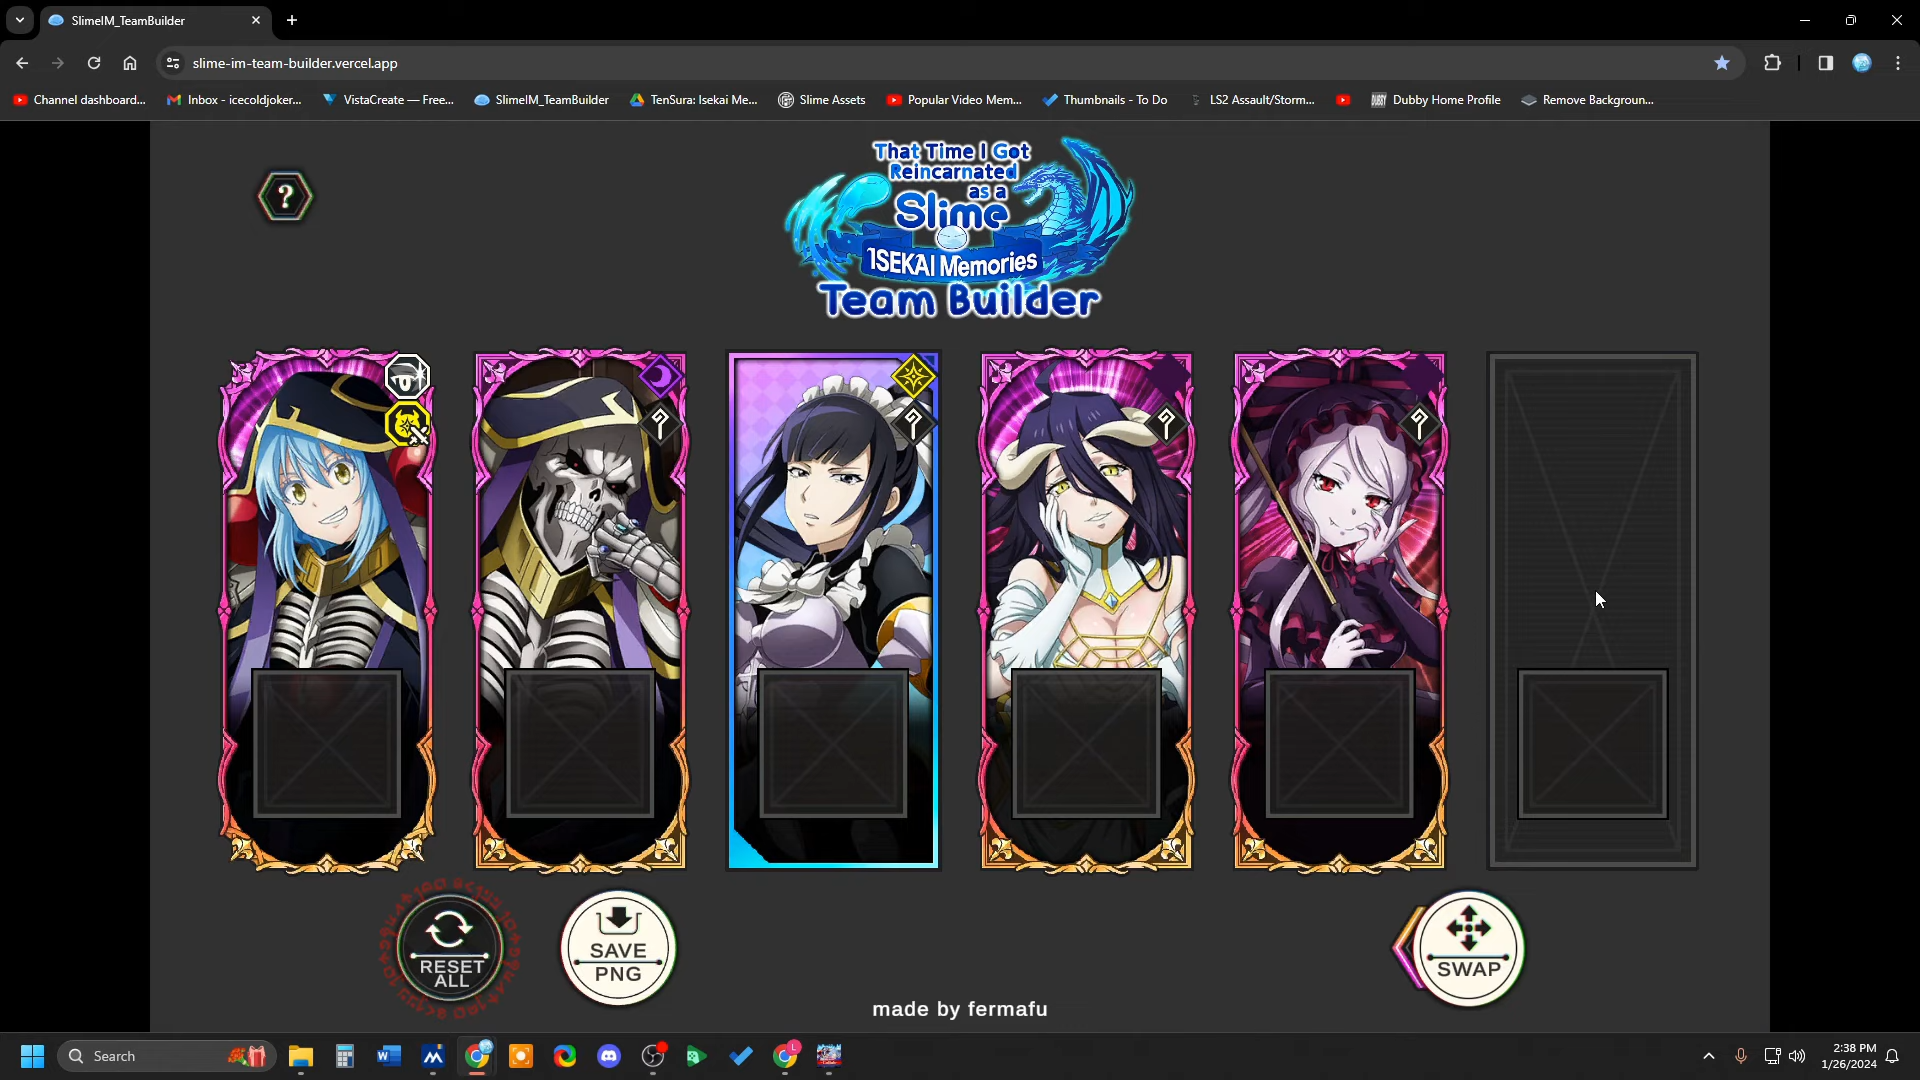 SlimeIM_TeamBuilder
slime-im-team-builder.vercel.app
Channel dashboard...
Inbox - icecoldjoker...
VistaCreate — Free...
SlimeIM_TeamBuilder
TenSura: Isekai Me...
Slime Assets
Popular Video Mem...
Thumbnails - To Do
LS2 Assault/Storm...
Dubby Home Profile
Remove Backgroun...
?
That Time I Got
Reincarnated
as a
Slime
ISEKAI Memories
Team Builder
RESET
ALL
SAVE
PNG
SWAP
made by fermafu
Search
2:38 PM
1/26/2024